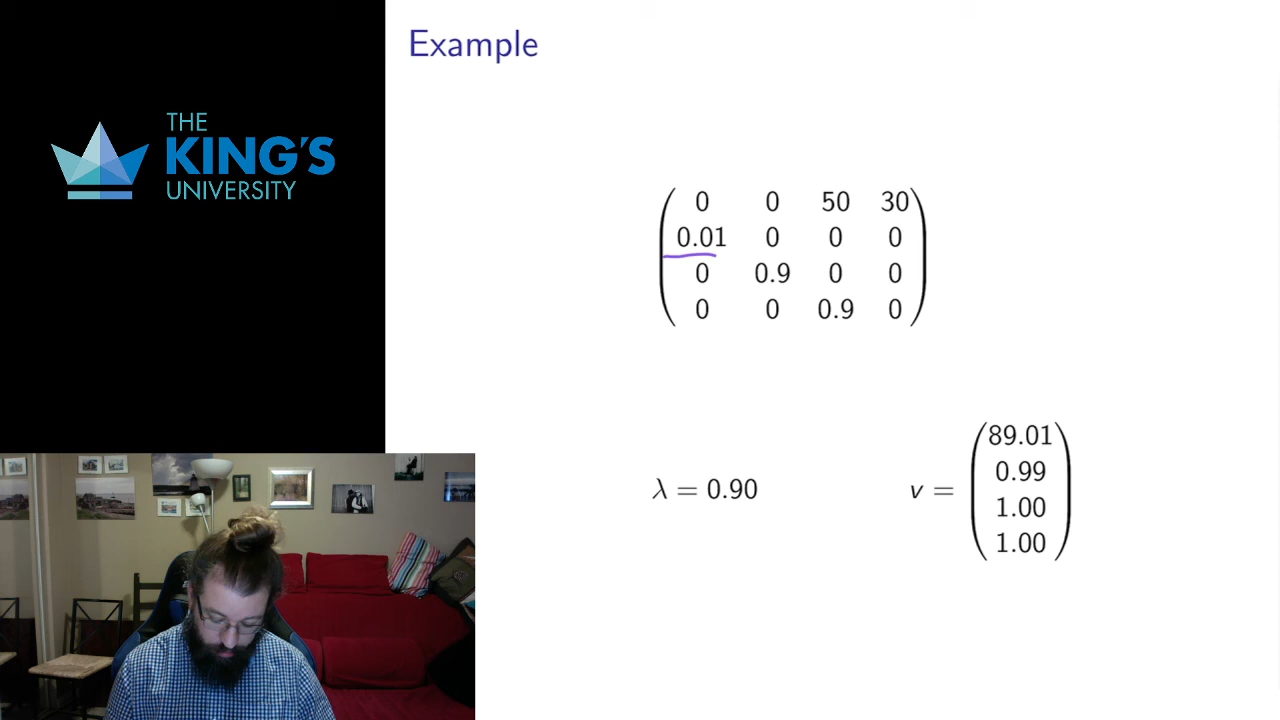 THE
KING'S
UNIVERSITY
Example
0 0 50 30
0.01 0 0 0
0 0.9 0 0
0 0 0.9 0
λ = 0.90
v =
89.01
0.99
1.00
1.00